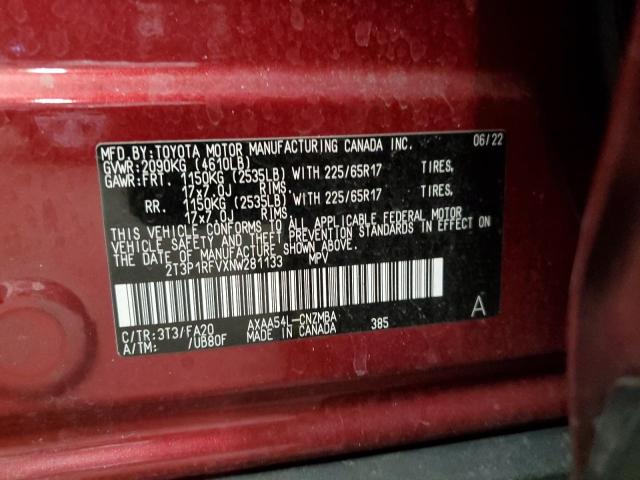 MFD.BY:TOYOTA MOTOR MANUFACTURING CANADA INC. 06/22
GVWR:2090KG (4610LB)
GAWR:FRT. 1150KG (2535LB) WITH 225/65R17 TIRES,
17x7.0J RIMS,
RR. 1150KG (2535LB) WITH 225/65R17 TIRES,
17x7.0J RIMS,
THIS VEHICLE CONFORMS TO ALL APPLICABLE FEDERAL MOTOR
VEHICLE SAFETY AND THEFT PREVENTION STANDARDS IN EFFECT ON
THE DATE OF MANUFACTURE SHOWN ABOVE.
2T3P1RFVXNW281133 MPV
C/TR:3T3/FA20 AXAA54L-CNZMBA 385 A
A/TM: /UB80F MADE IN CANADA